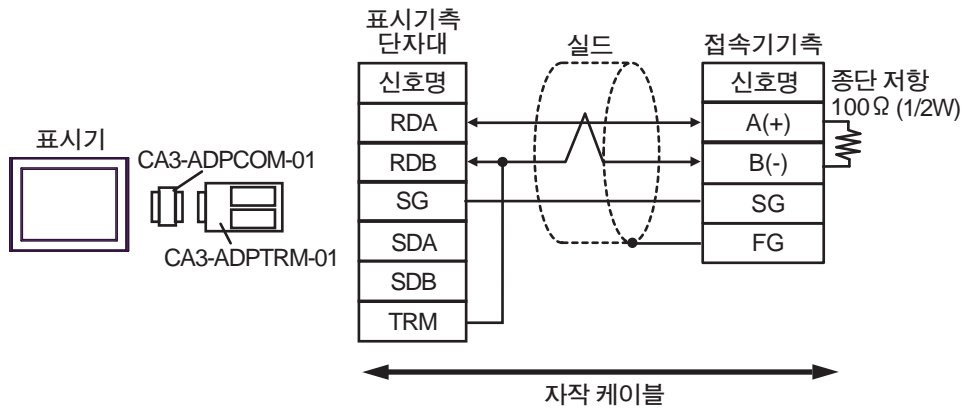 표시기
CA3-ADPCOM-01
CA3-ADPTRM-01
표시기측
단자대
신호명
RDA
RDB
SG
SDA
SDB
TRM
실드
접속기기측
신호명
A(+)
B(-)
SG
FG
종단 저항
100Ω (1/2W)
자작 케이블